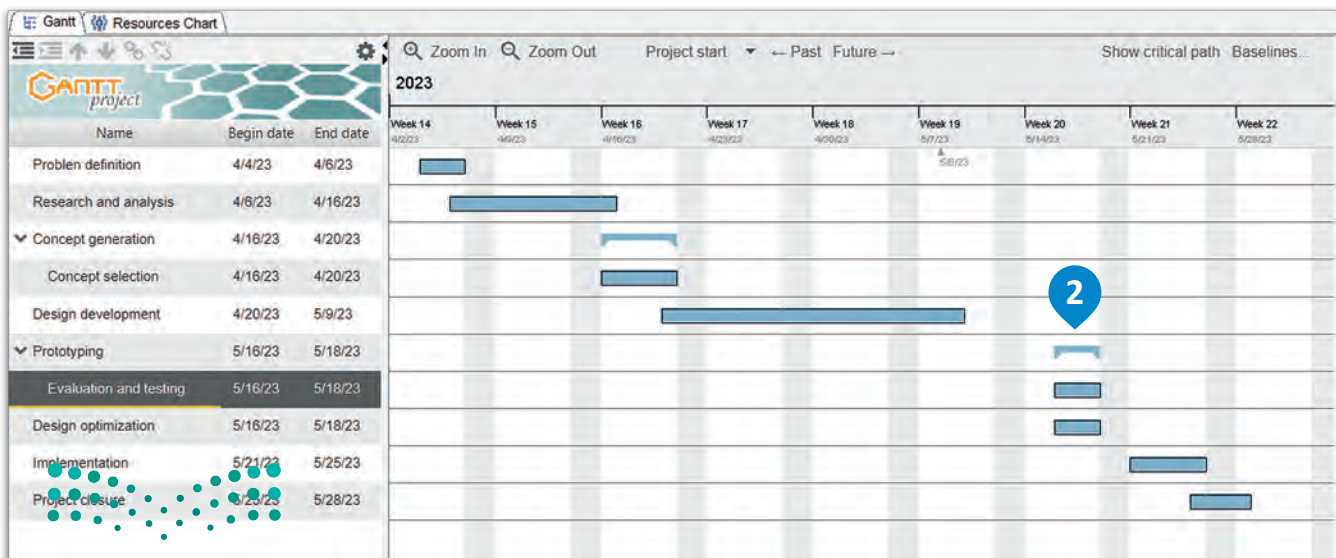 Gantt Resources Chart
Zoom In Zoom Out Project start ← Past Future → Show critical path Baselines...
GANTT project
2023
Name Begin date End date
Week 14 Week 15 Week 16 Week 17 Week 18 Week 19 Week 20 Week 21 Week 22
4/2/23 4/9/23 4/16/23 4/23/23 4/30/23 5/7/23 5/14/23 5/21/23 5/28/23
5/8/23
Problen definition 4/4/23 4/6/23
Research and analysis 4/6/23 4/16/23
Concept generation 4/16/23 4/20/23
Concept selection 4/16/23 4/20/23
2
Design development 4/20/23 5/9/23
Prototyping 5/16/23 5/18/23
Evaluation and testing 5/16/23 5/18/23
Design optimization 5/16/23 5/18/23
Implementation 5/21/23 5/25/23
Project closure 5/25/23 5/28/23